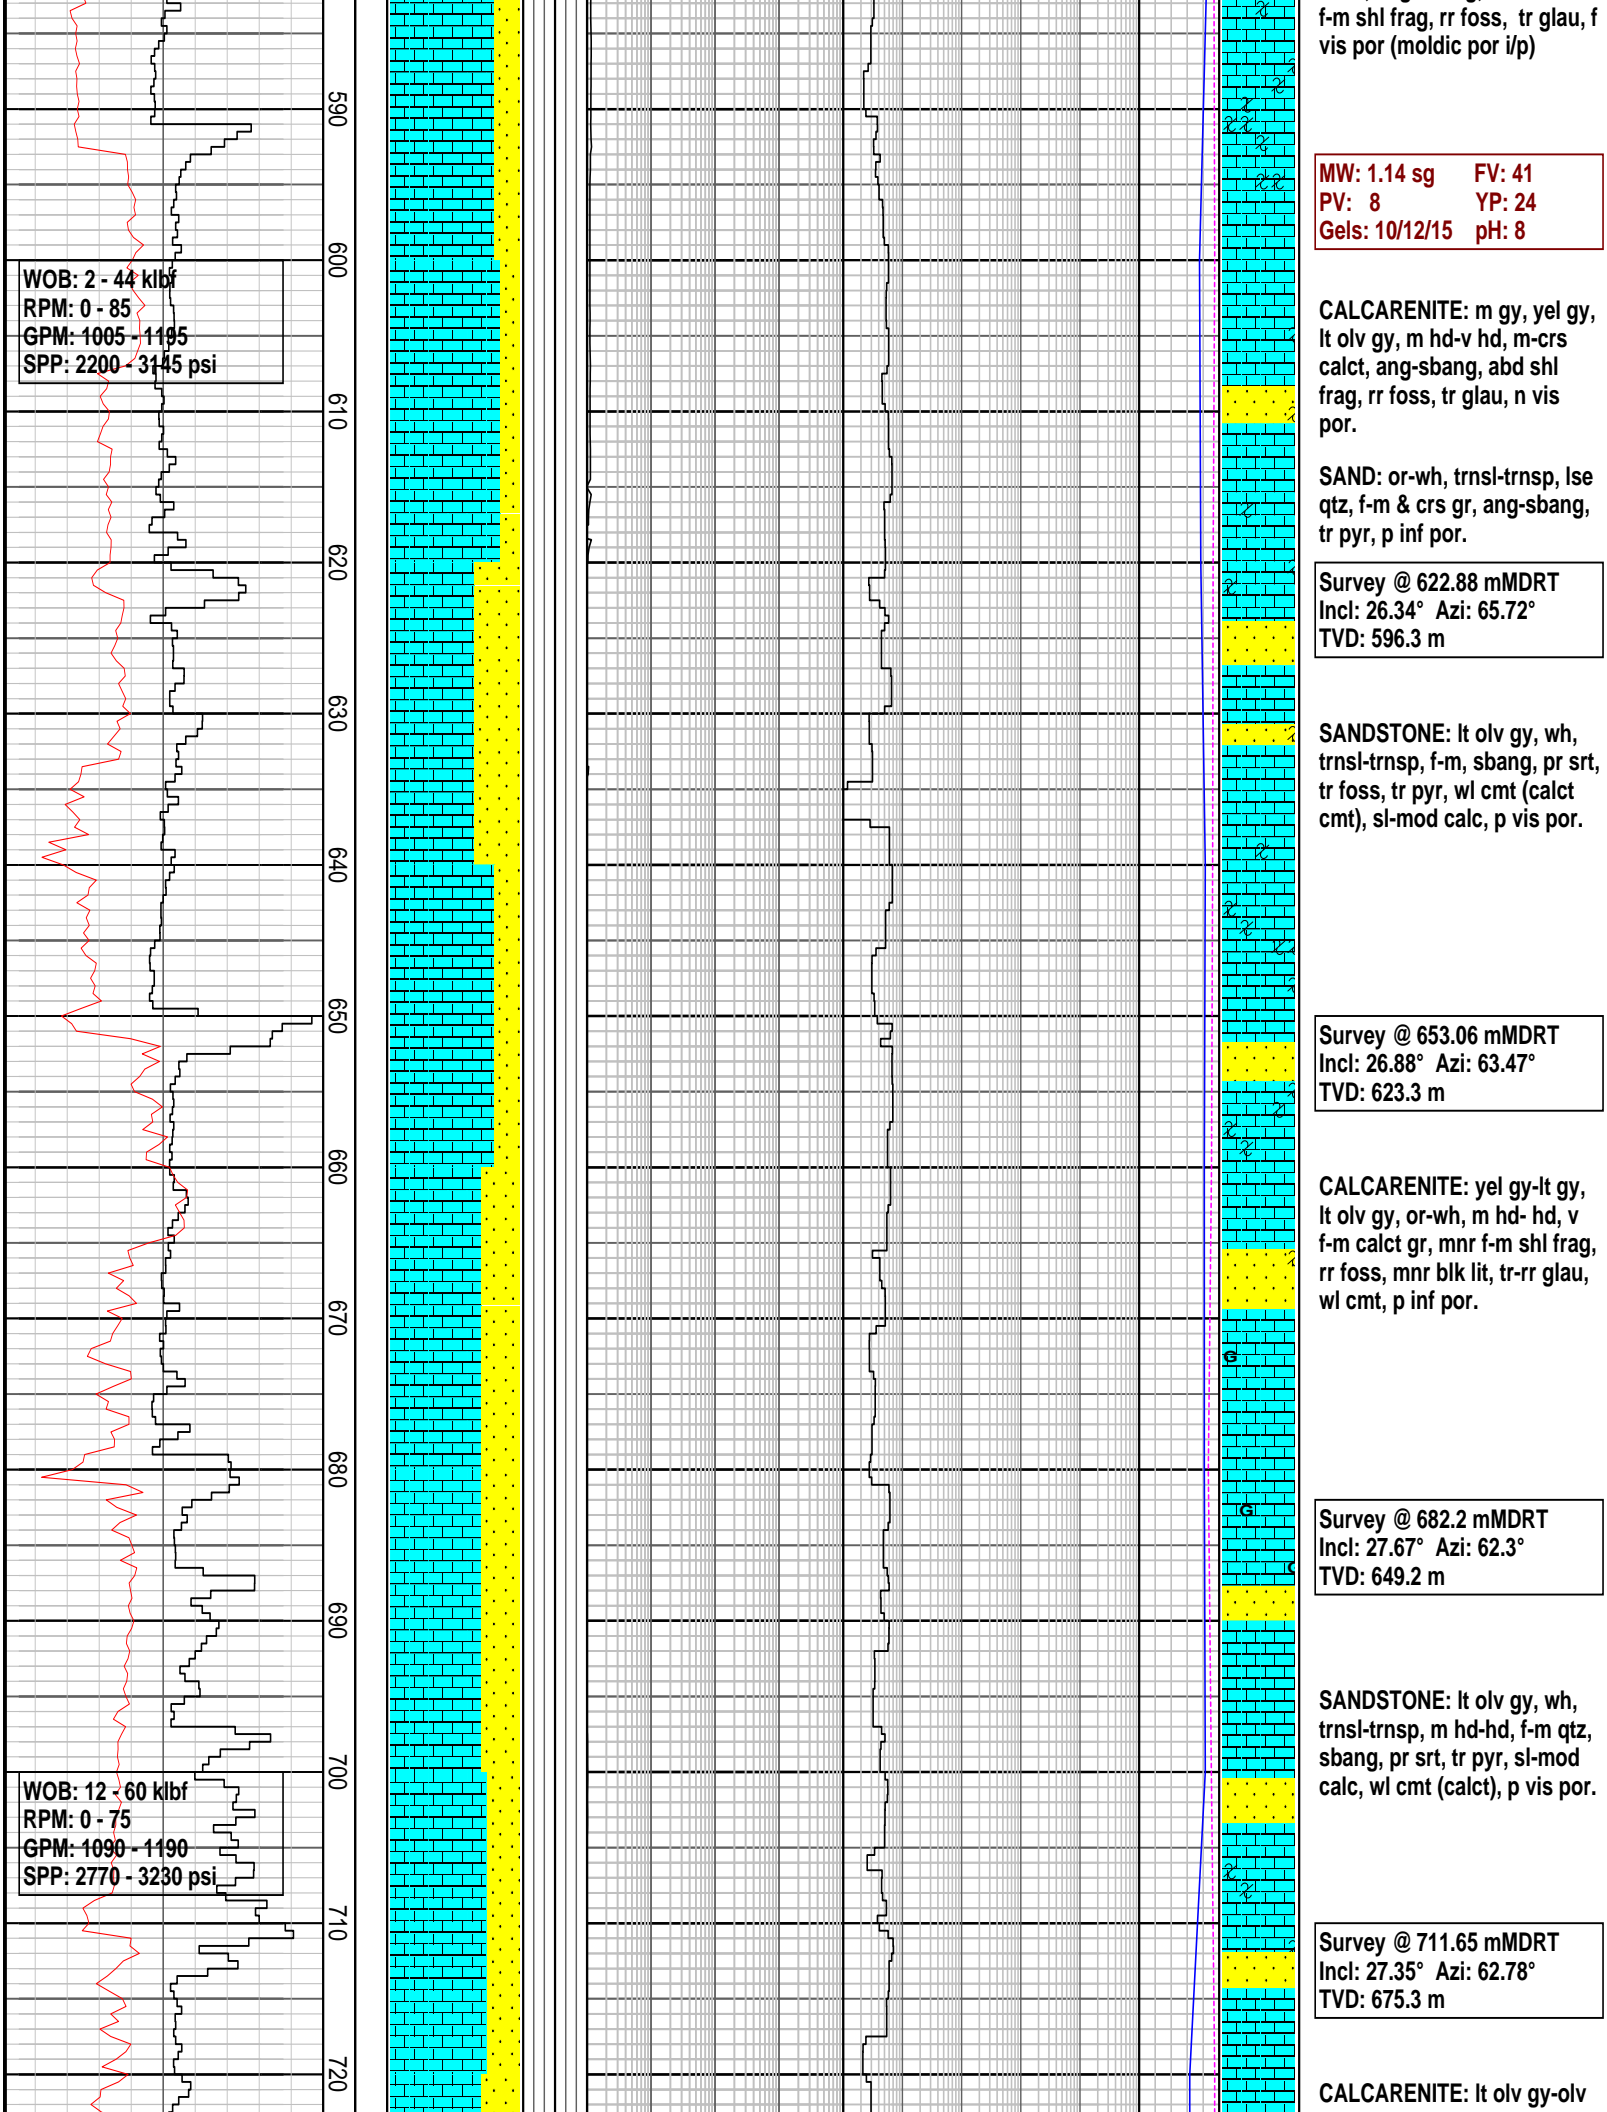 f-m shl frag, rr foss, tr glau, f
vis por (moldic por i/p)
590
MW: 1.14 sg FV: 41
PV: 8 YP: 24
Gels: 10/12/15 pH: 8
600
WOB: 2 - 44 klbf
RPM: 0 - 85
GPM: 1005 - 1195
SPP: 2200 - 3145 psi
CALCARENITE: m gy, yel gy,
lt olv gy, m hd-v hd, m-crs
calct, ang-sbang, abd shl
frag, rr foss, tr glau, n vis
por.
610
SAND: or-wh, trnsl-trnsp, lse
qtz, f-m & crs gr, ang-sbang,
tr pyr, p inf por.
620
Survey @ 622.88 mMDRT
Incl: 26.34° Azi: 65.72°
TVD: 596.3 m
630
SANDSTONE: lt olv gy, wh,
trnsl-trnsp, f-m, sbang, pr srt,
tr foss, tr pyr, wl cmt (calct
cmt), sl-mod calc, p vis por.
640
650
Survey @ 653.06 mMDRT
Incl: 26.88° Azi: 63.47°
TVD: 623.3 m
660
CALCARENITE: yel gy-lt gy,
lt olv gy, or-wh, m hd- hd, v
f-m calct gr, mnr f-m shl frag,
rr foss, mnr blk lit, tr-rr glau,
wl cmt, p inf por.
670
G
680
G
Survey @ 682.2 mMDRT
Incl: 27.67° Azi: 62.3°
TVD: 649.2 m
690
SANDSTONE: lt olv gy, wh,
trnsl-trnsp, m hd-hd, f-m qtz,
sbang, pr srt, tr pyr, sl-mod
calc, wl cmt (calct), p vis por.
700
WOB: 12 - 60 klbf
RPM: 0 - 75
GPM: 1090 - 1190
SPP: 2770 - 3230 psi
710
Survey @ 711.65 mMDRT
Incl: 27.35° Azi: 62.78°
TVD: 675.3 m
720
CALCARENITE: lt olv gy-olv